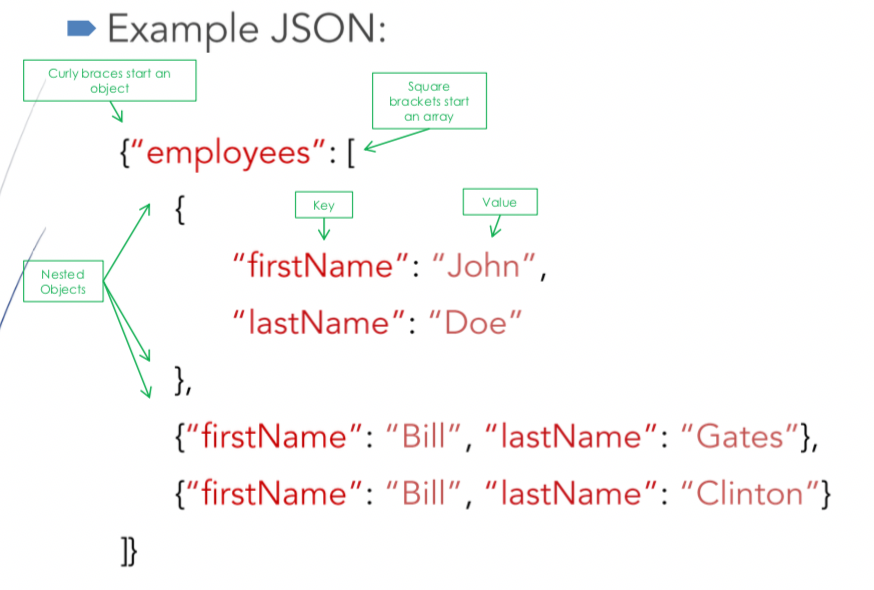 Example JSON:
Curly braces start an
object
Square
brackets start
an array
{“employees”: [
{
Key
Value
“firstName”: “John”,
Nested
Objects
“lastName”: “Doe”
},
{“firstName”: “Bill”, “lastName”: “Gates”},
{“firstName”: “Bill”, “lastName”: “Clinton”}
]}